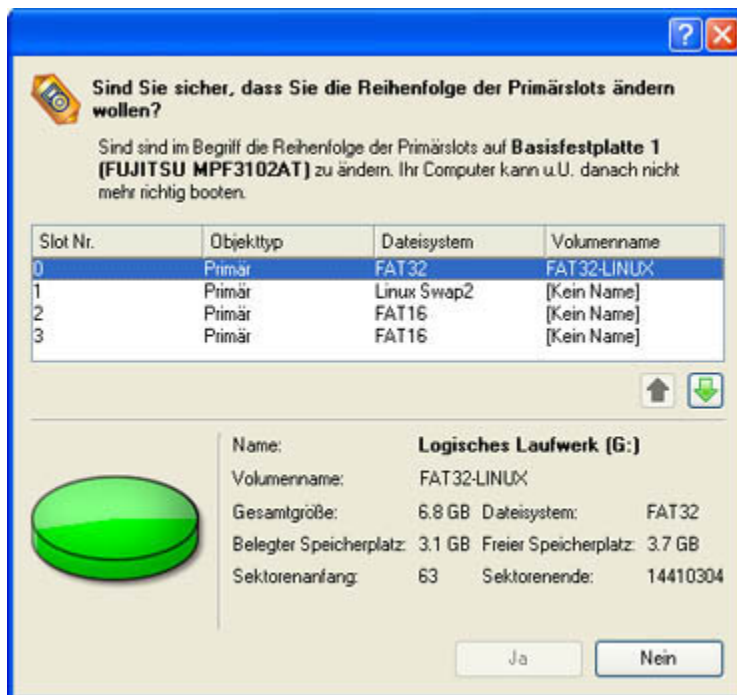 Sind Sie sicher, dass Sie die Reihenfolge der Primärslots ändern
wollen?
Sind sind im Begriff die Reihenfolge der Primärslots auf Basisfestplatte 1
(FUJITSU MPF3102AT) zu ändern. Ihr Computer kann u.U. danach nicht
mehr richtig booten.
Slot Nr. Objekttyp Dateisystem Volumenname
0 Primär FAT32 FAT32-LINUX
1 Primär Linux Swap2 [Kein Name]
2 Primär FAT16 [Kein Name]
3 Primär FAT16 [Kein Name]
Name: Logisches Laufwerk (G:)
Volumenname: FAT32-LINUX
Gesamtgröße: 6.8 GB Dateisystem: FAT32
Belegter Speicherplatz: 3.1 GB Freier Speicherplatz: 3.7 GB
Sektorenanfang: 63 Sektorenende: 14410304
Ja Nein